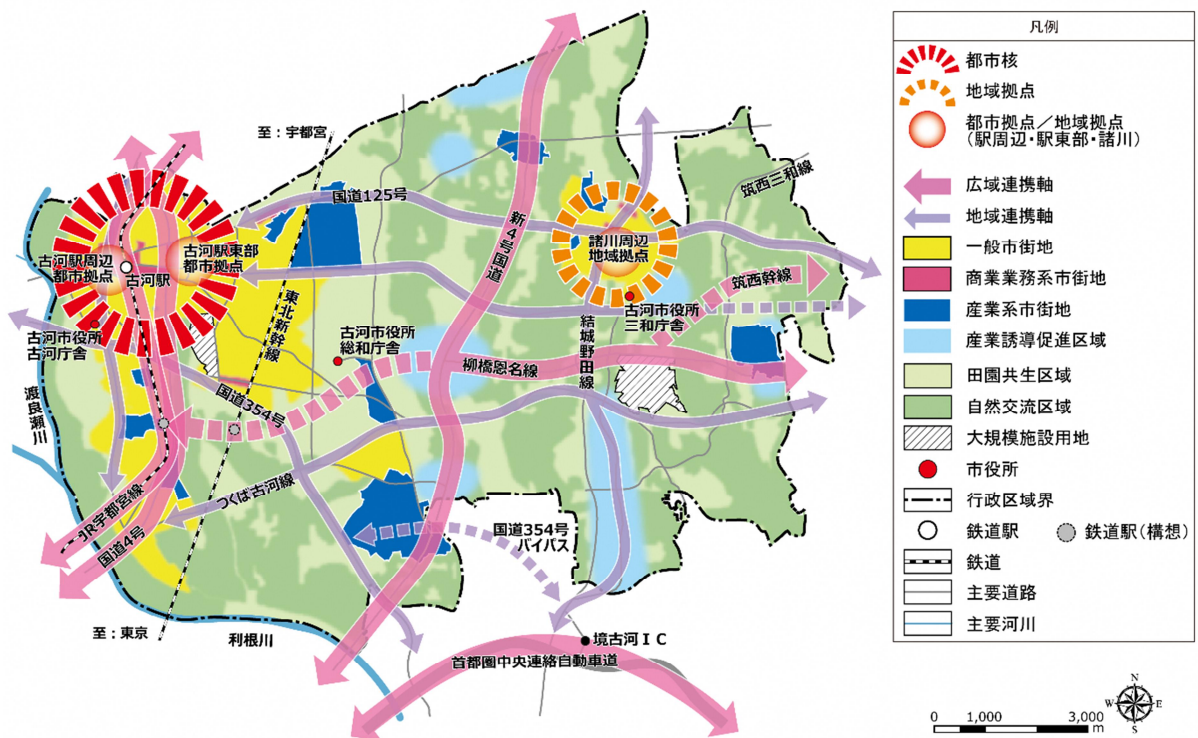 至：宇都宮
国道125号
筑西三和線
新4号国道
諸川周辺
地域拠点
古河駅東部
都市拠点
古河駅周辺
都市拠点
古河駅
筑西幹線
古河市役所
三和庁舎
古河市役所
古河庁舎
東北新幹線
古河市役所
総和庁舎
結城野田線
柳橋恩名線
渡良瀬川
国道354号
つくば古河線
JR宇都宮線
国道4号
国道354号
バイパス
至：東京
利根川
境古河ＩＣ
首都圏中央連絡自動車道
凡例
都市核
地域拠点
都市拠点／地域拠点
（駅周辺・駅東部・諸川）
広域連携軸
地域連携軸
一般市街地
商業業務系市街地
産業系市街地
産業誘導促進区域
田園共生区域
自然交流区域
大規模施設用地
市役所
行政区域界
鉄道駅
鉄道駅（構想）
鉄道
主要道路
主要河川
N
W E
S
0 1,000 3,000
m